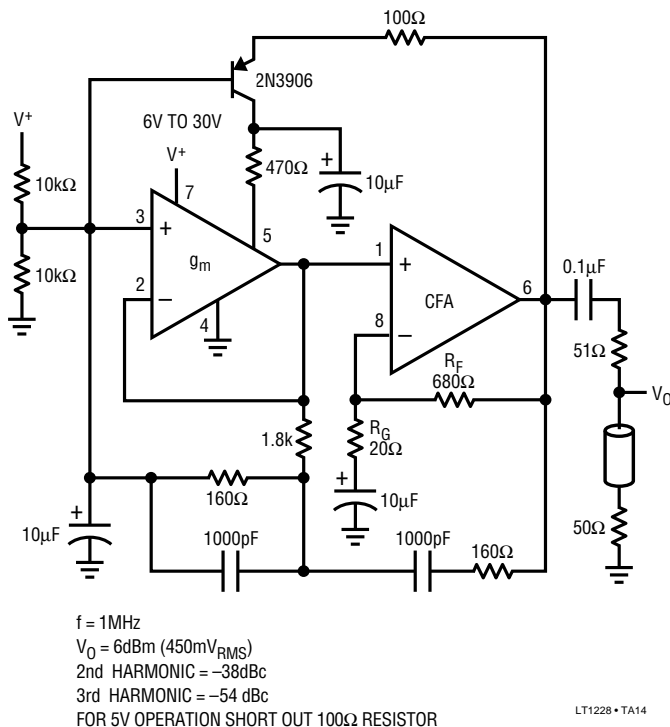 100Ω
2N3906
V+
6V TO 30V
10kΩ
V+
470Ω
+
10μF
7
3
+
5
gm
10kΩ
2
−
4
1
+
CFA
6
8
−
0.1μF
51Ω
VO
RF
680Ω
1.8k
RG
20Ω
160Ω
+
10μF
50Ω
+
10μF
1000pF
1000pF
160Ω
f = 1MHz
VO = 6dBm (450mVRMS)
2nd HARMONIC = −38dBc
3rd HARMONIC = −54 dBc
FOR 5V OPERATION SHORT OUT 100Ω RESISTOR
LT1228 • TA14